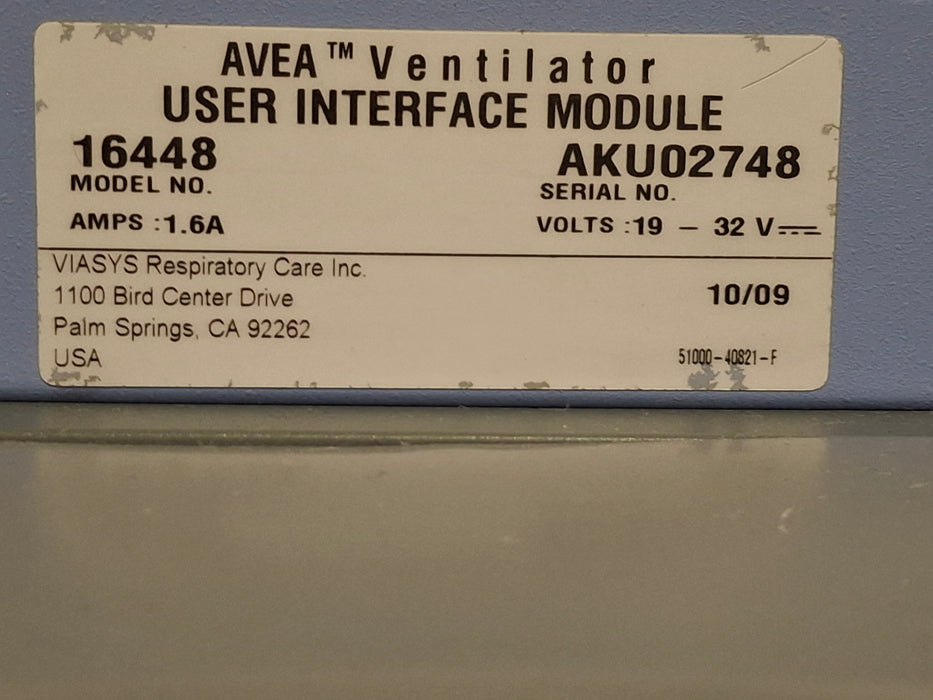 AVEA™ Ventilator
USER INTERFACE MODULE
16448 AKU02748
MODEL NO. SERIAL NO.
AMPS :1.6A VOLTS :19 – 32 V⎓
VIASYS Respiratory Care Inc.
1100 Bird Center Drive 10/09
Palm Springs, CA 92262
USA 51000-40821-F